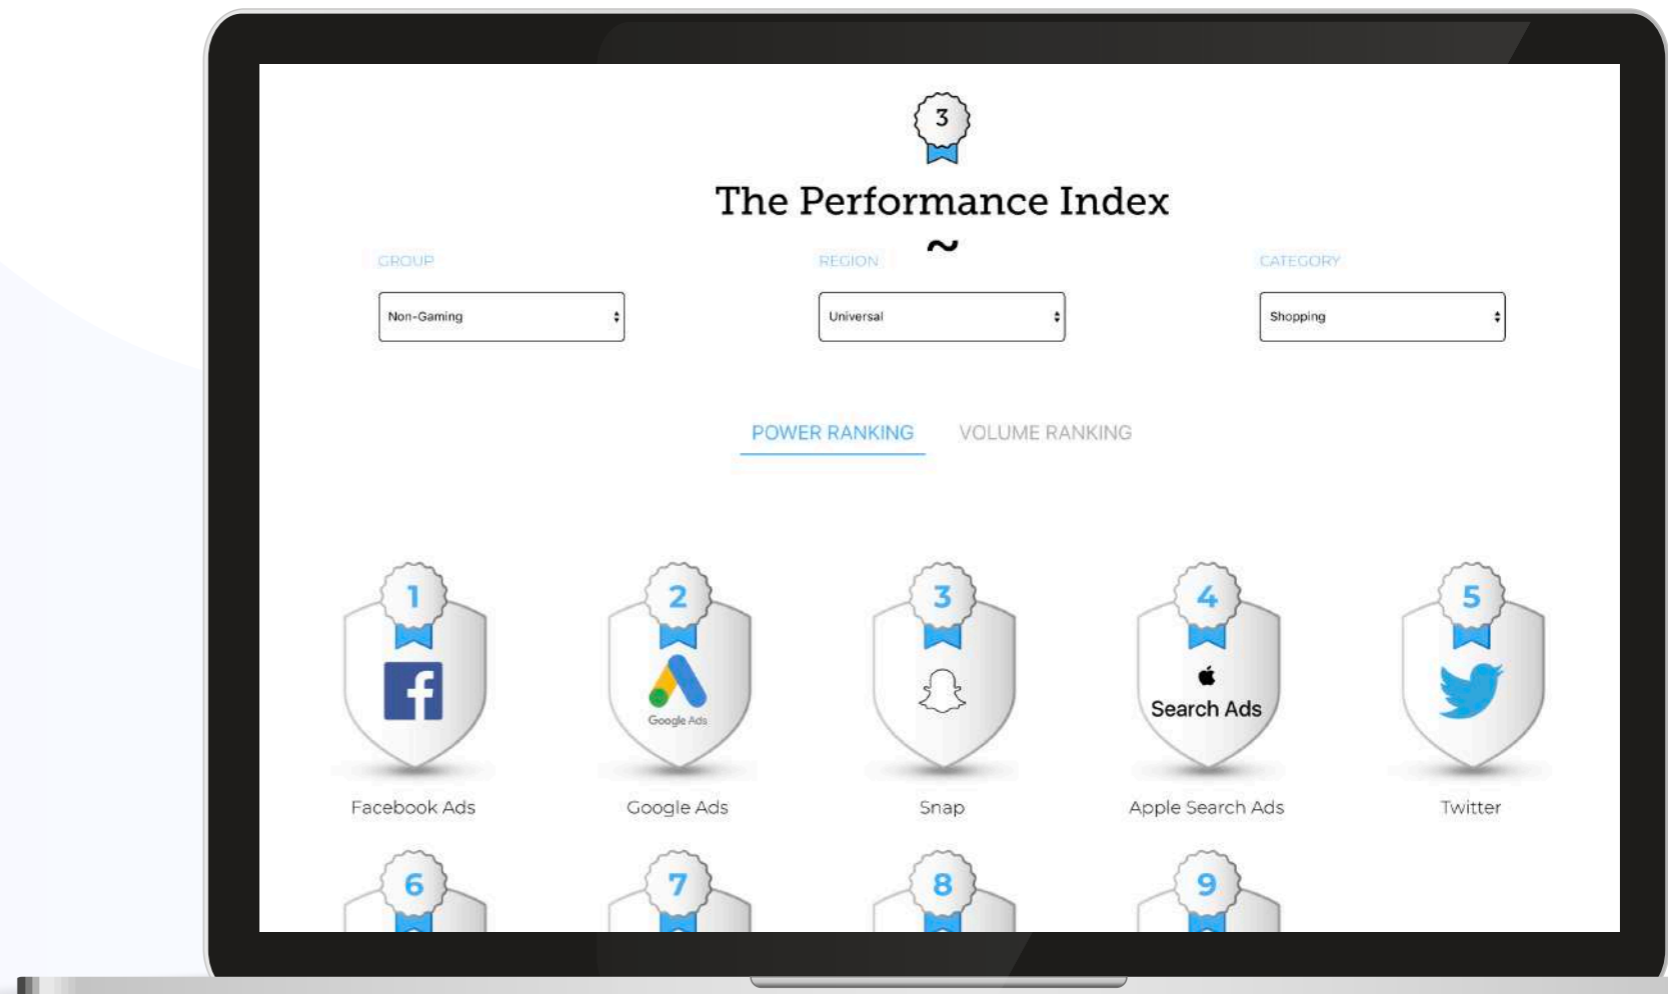 3
The Performance Index
~
GROUP REGION CATEGORY
Non-Gaming Universal Shopping
POWER RANKING VOLUME RANKING
1 2 3 4 5
f
Google Ads
Search Ads
Facebook Ads Google Ads Snap Apple Search Ads Twitter
6 7 8 9